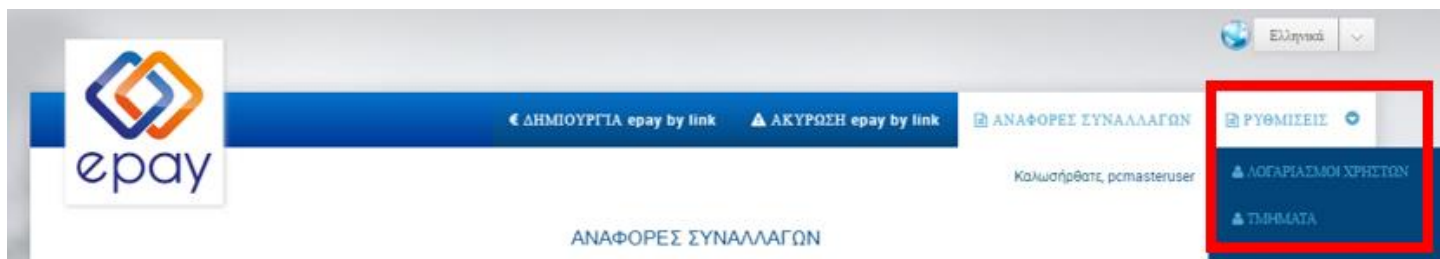 Ελληνικά
€ ΔΗΜΙΟΥΡΓΙΑ epay by link ΑΚΥΡΩΣΗ epay by link ΑΝΑΦΟΡΕΣ ΣΥΝΑΛΛΑΓΩΝ ΡΥΘΜΙΣΕΙΣ
epay
Καλωσήρθατε, pcmasteruser
ΛΟΓΑΡΙΑΣΜΟΙ ΧΡΗΣΤΩΝ
ΤΜΗΜΑΤΑ
ΑΝΑΦΟΡΕΣ ΣΥΝΑΛΛΑΓΩΝ